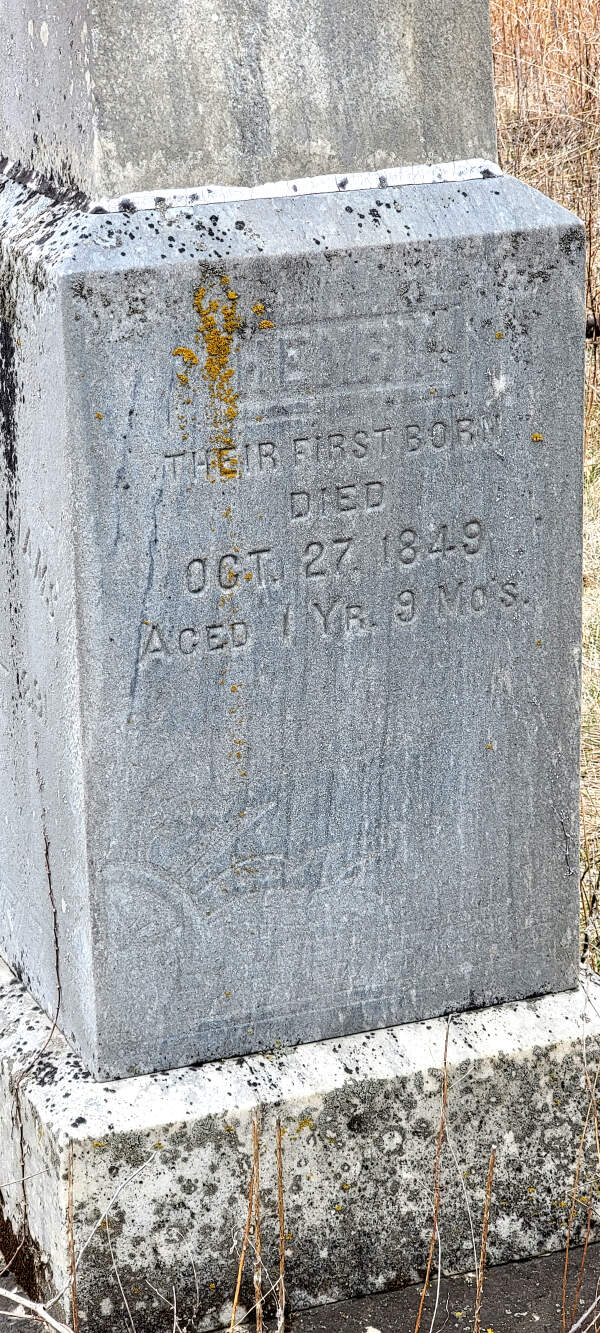 THEIR FIRST BORN
DIED
OCT. 27. 1849
AGED 1 YR. 9 MO'S.